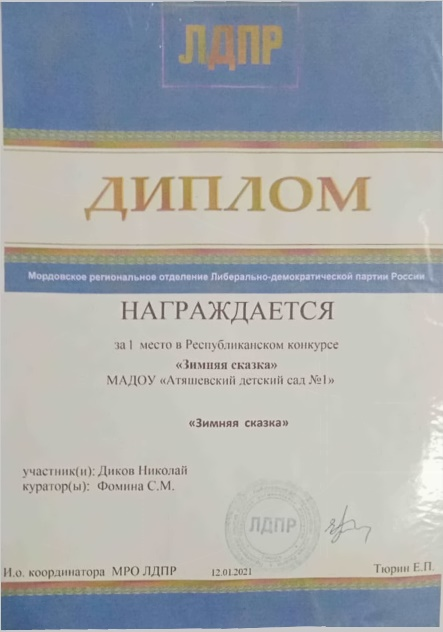 ЛДПР
ДИПЛОМ
Мордовское региональное отделение Либерально-демократической партии России
НАГРАЖДАЕТСЯ
за 1 место в Республиканском конкурсе
«Зимняя сказка»
МАДОУ «Атяшевский детский сад №1»
«Зимняя сказка»
участник(и): Диков Николай
куратор(ы): Фомина С.М.
ЛДПР
И.о. координатора МРО ЛДПР 12.01.2021 Тюрин Е.П.